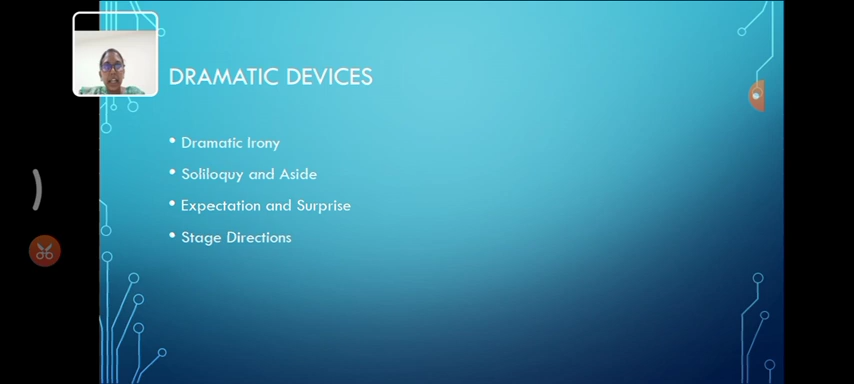 DRAMATIC DEVICES
• Dramatic Irony
• Soliloquy and Aside
• Expectation and Surprise
• Stage Directions